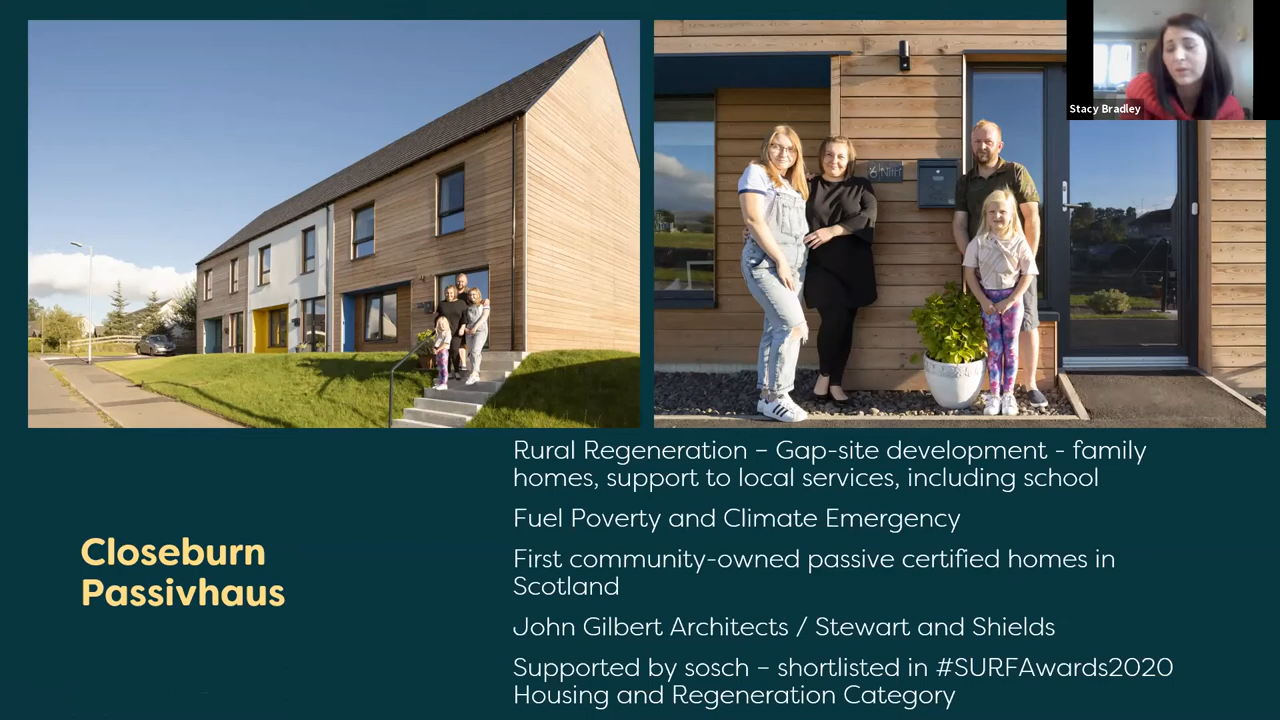 Stacy Bradley
Rural Regeneration – Gap-site development - family
homes, support to local services, including school
Fuel Poverty and Climate Emergency
First community-owned passive certified homes in
Scotland
John Gilbert Architects / Stewart and Shields
Supported by sosch – shortlisted in #SURFAwards2020
Housing and Regeneration Category
Closeburn
Passivhaus